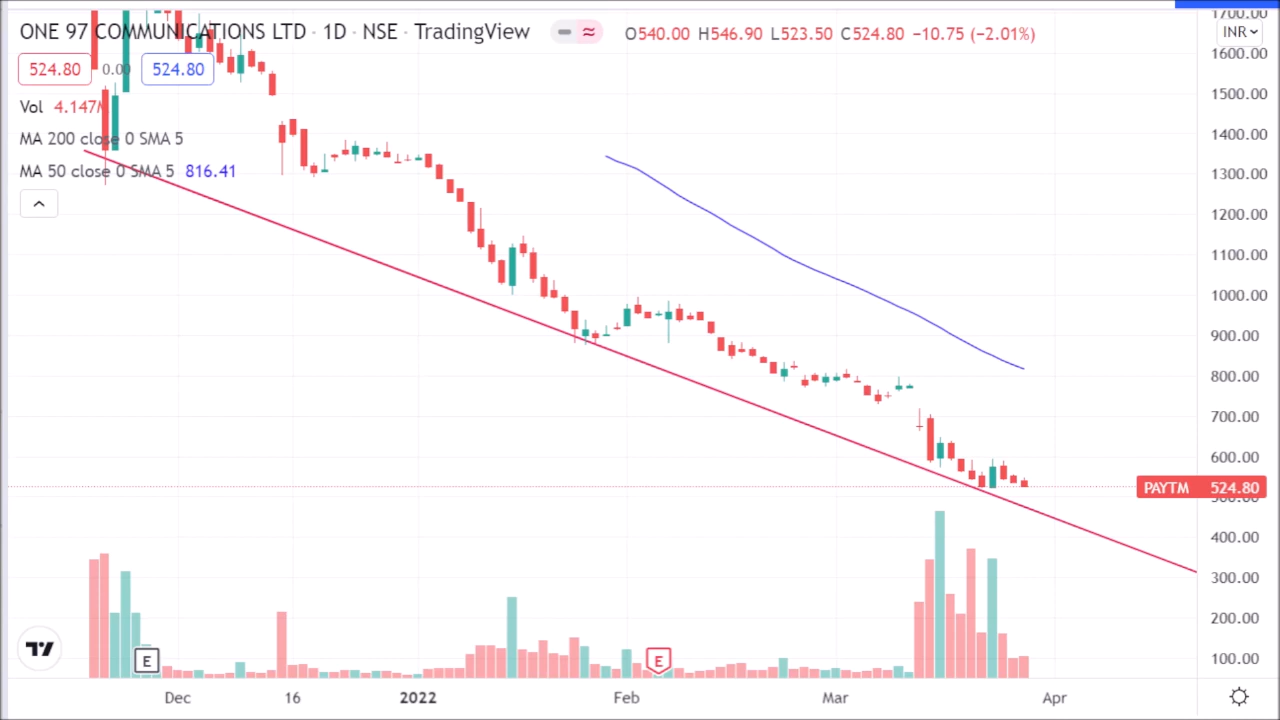 ONE 97 COMMUNICATIONS LTD · 1D · NSE · TradingView
O540.00 H546.90 L523.50 C524.80 −10.75 (−2.01%)
INR
524.80 0.00 524.80
Vol 4.147M
MA 200 close 0 SMA 5
MA 50 close 0 SMA 5 816.41
1700.00
1600.00
1500.00
1400.00
1300.00
1200.00
1100.00
1000.00
900.00
800.00
700.00
600.00
PAYTM 524.80
500.00
400.00
300.00
200.00
100.00
E
E
Dec 16 2022 Feb Mar Apr